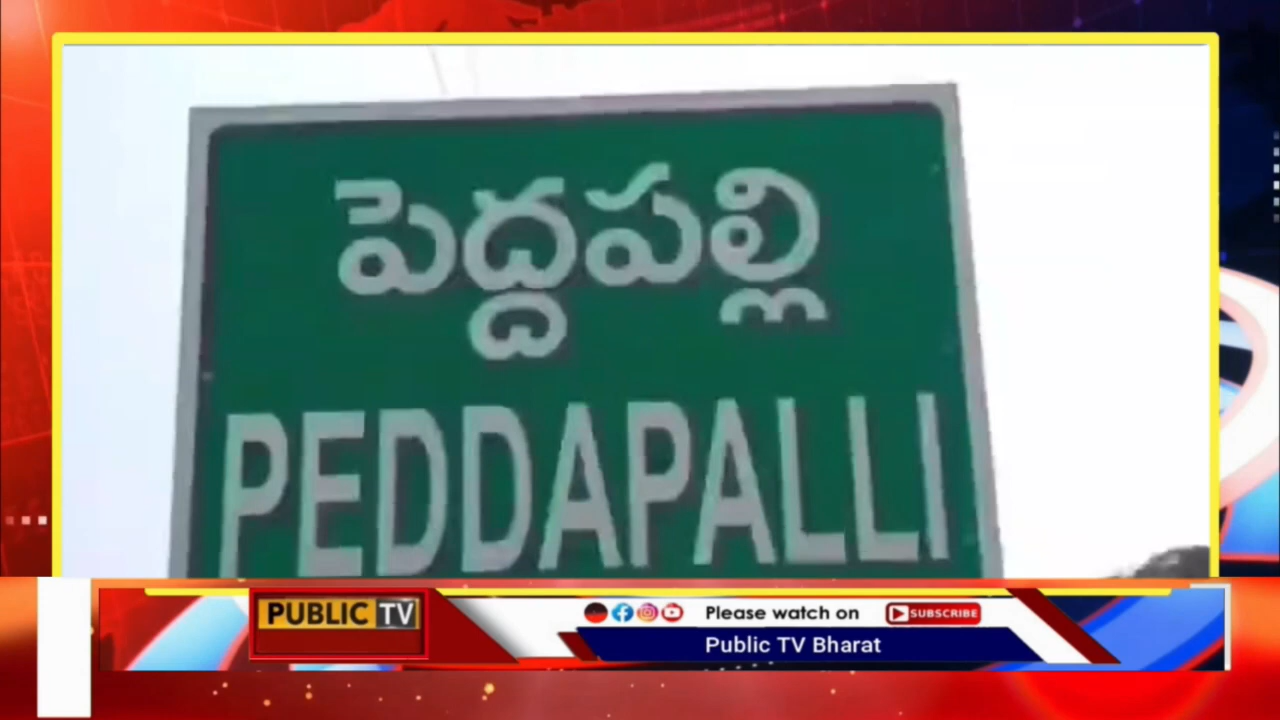 పెద్దపల్లి
PEDDAPALLI
PUBLIC TV
Please watch on
SUBSCRIBE
Public TV Bharat